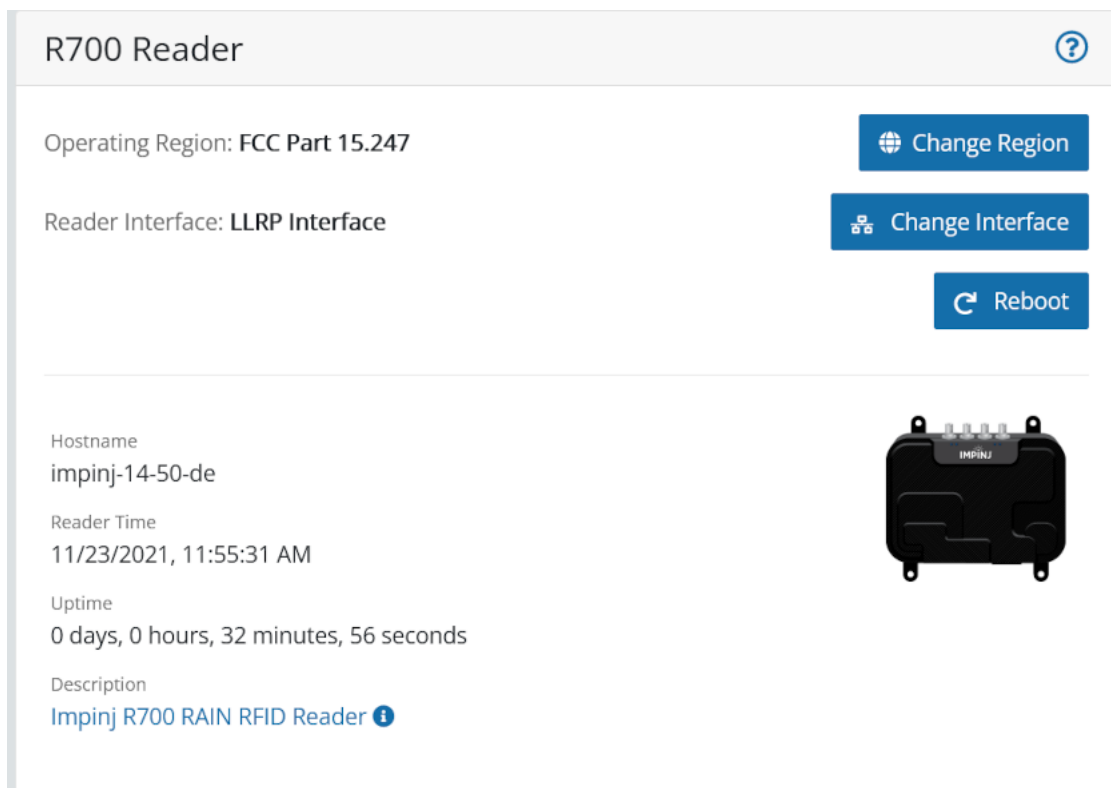 R700 Reader
Operating Region: FCC Part 15.247
Change Region
Reader Interface: LLRP Interface
Change Interface
Reboot
Hostname
impinj-14-50-de
IMPINJ
Reader Time
11/23/2021, 11:55:31 AM
Uptime
0 days, 0 hours, 32 minutes, 56 seconds
Description
Impinj R700 RAIN RFID Reader